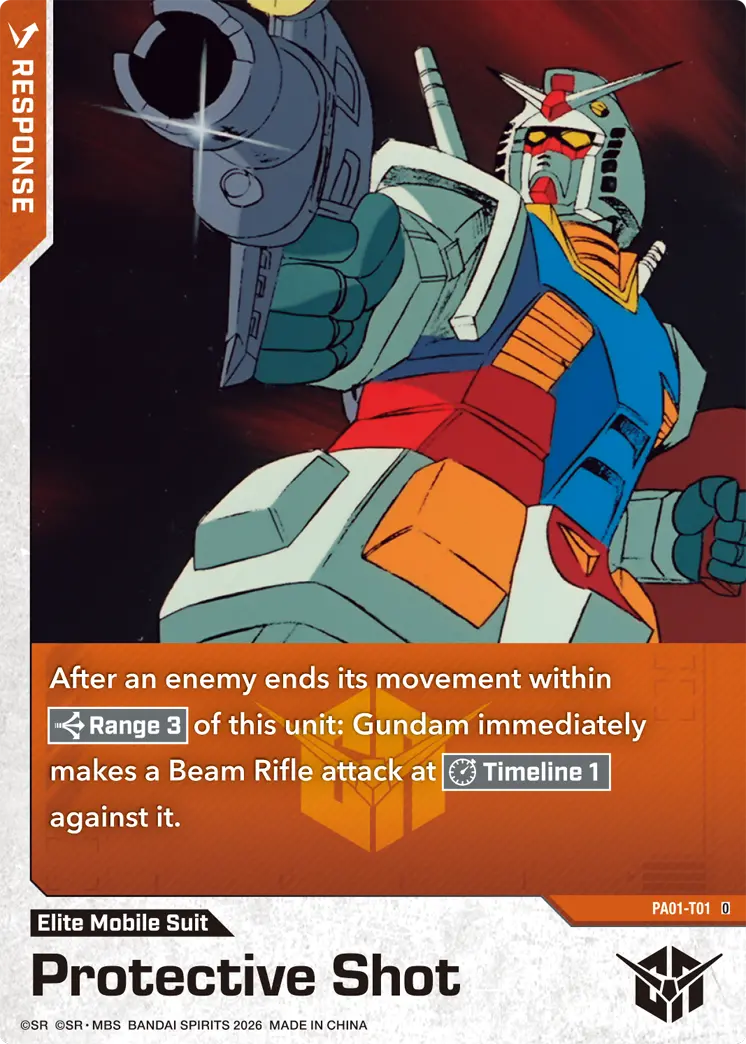 RESPONSE
After an enemy ends its movement within
Range 3 of this unit: Gundam immediately
makes a Beam Rifle attack at Timeline 1
against it.
PA01-T01 0
Elite Mobile Suit
Protective Shot
©SR ©SR・MBS BANDAI SPIRITS 2026 MADE IN CHINA